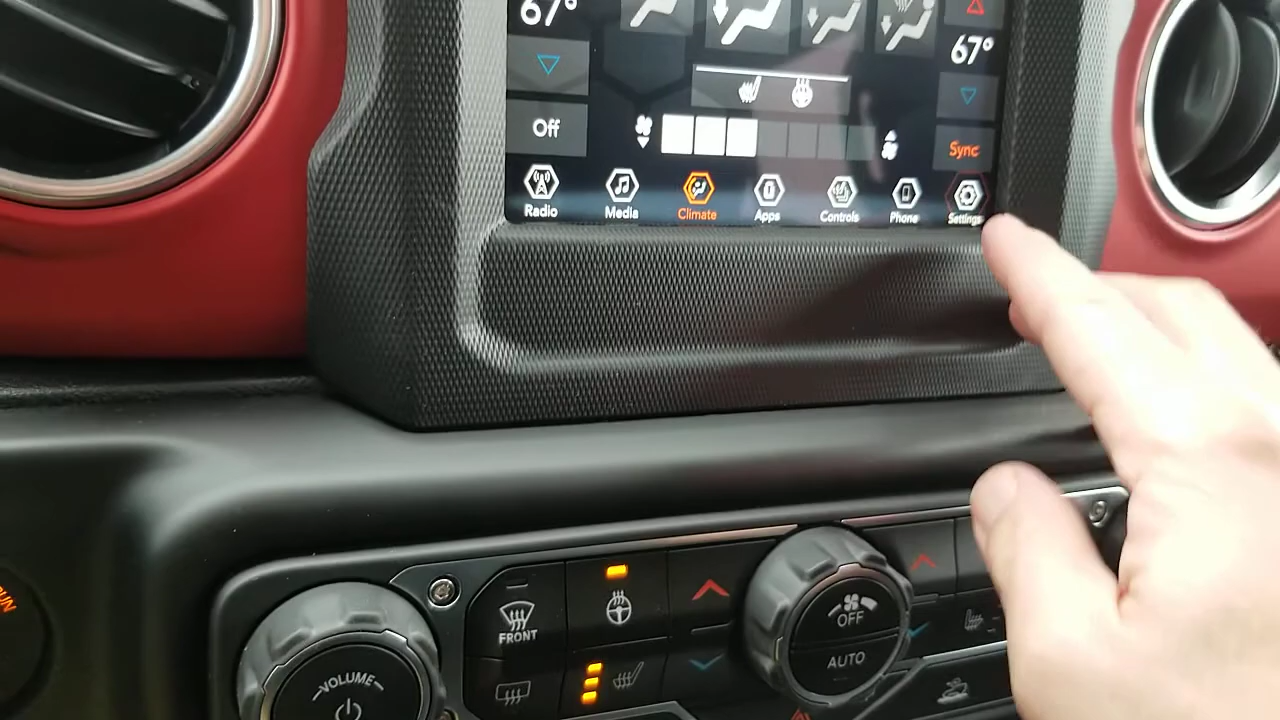 67°
67°
Off
Sync
Radio
Media
Climate
Apps
Controls
Phone
Settings
FRONT
OFF
AUTO
VOLUME